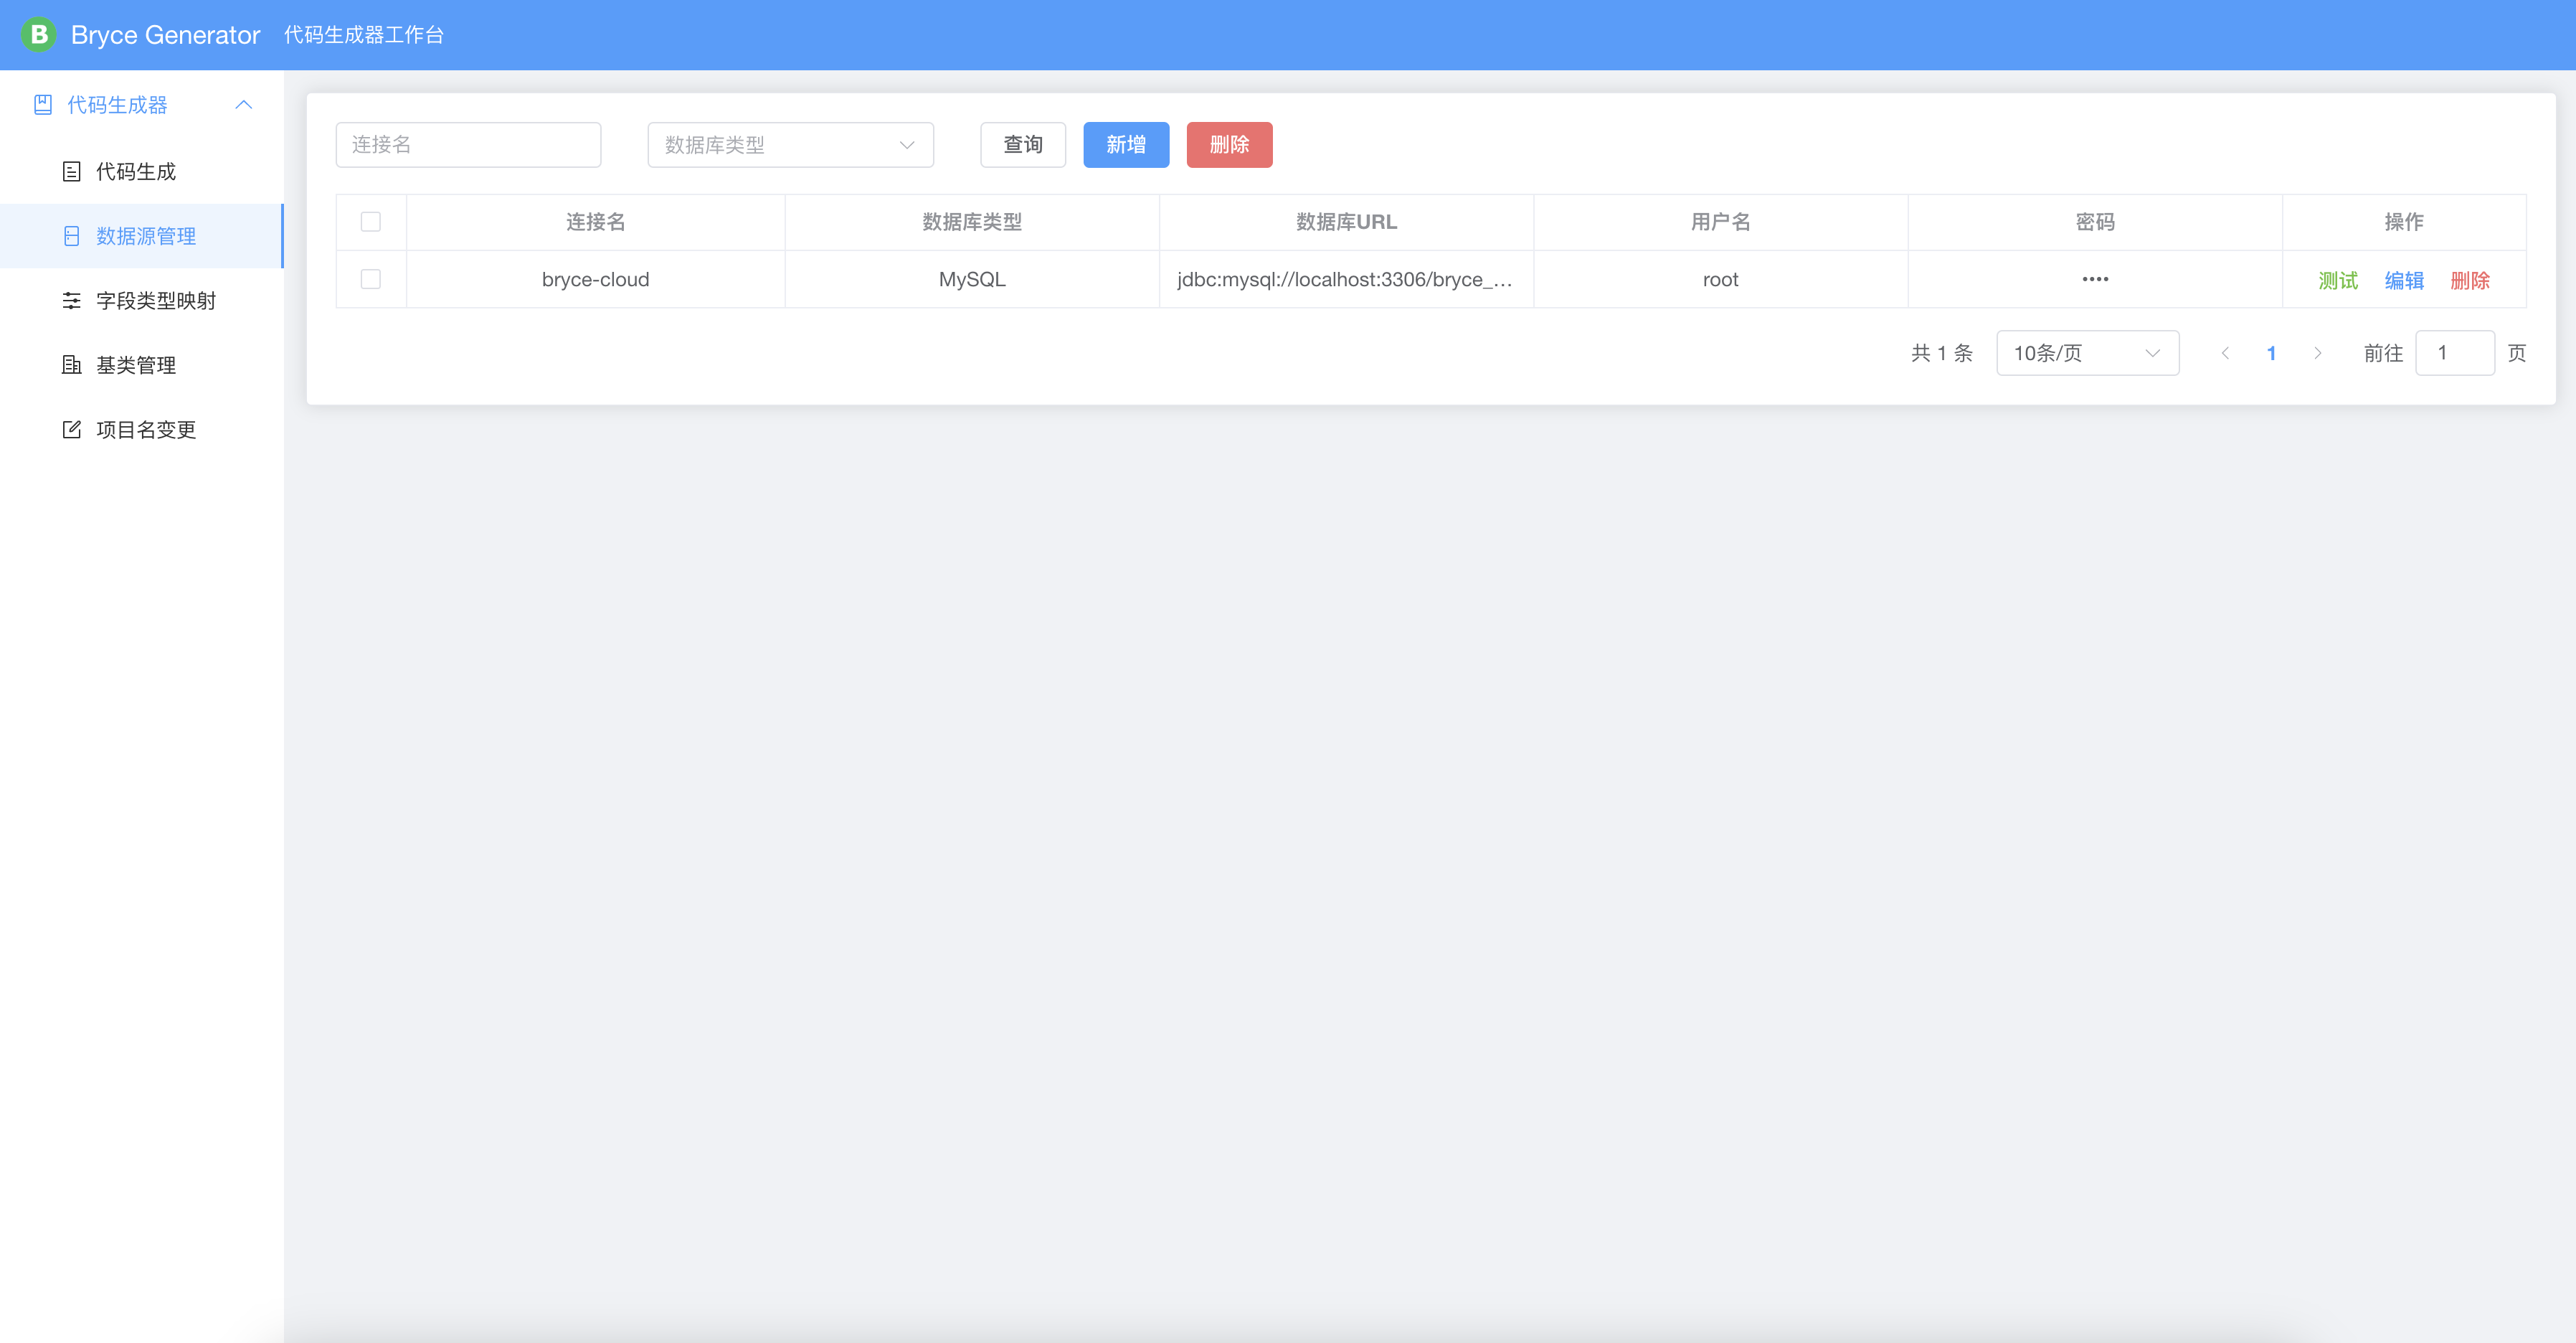 B Bryce Generator 代码生成器工作台
代码生成器
代码生成
数据源管理
字段类型映射
基类管理
项目名变更
连接名 数据库类型 查询 新增 删除
连接名 数据库类型 数据库URL 用户名 密码 操作
bryce-cloud MySQL jdbc:mysql://localhost:3306/bryce_... root •••• 测试 编辑 删除
共 1 条 10条/页 1 前往 1 页